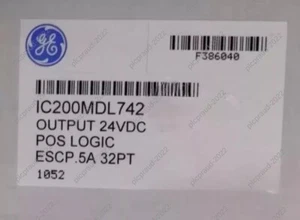 F386040
IC200MDL742
OUTPUT 24VDC
POS LOGIC
ESCP.5A 32PT
1052